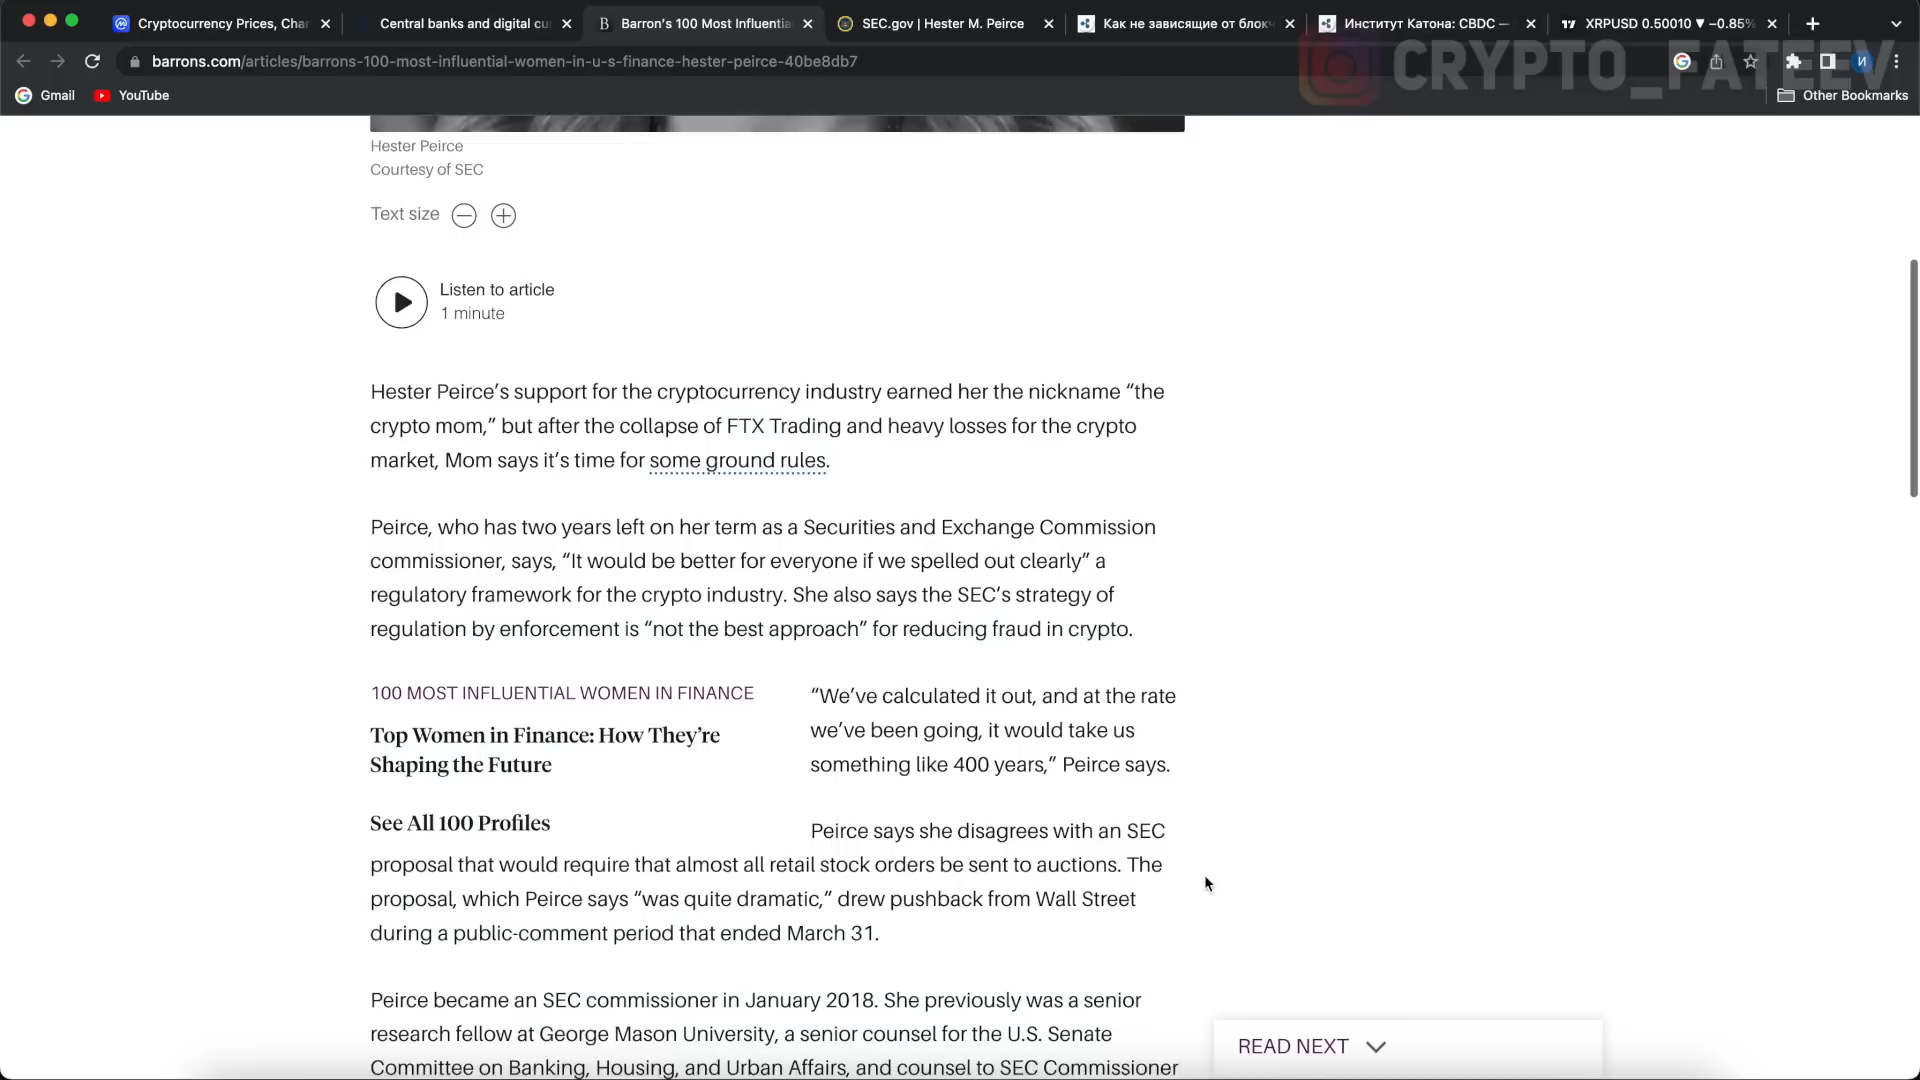 Cryptocurrency Prices, Char
Central banks and digital cu
Barron's 100 Most Influentia
SEC.gov | Hester M. Peirce
Как не зависящие от блокч
Институт Катона: CBDC —
XRPUSD 0.50010 ▼ −0.85%
barrons.com/articles/barrons-100-most-influential-women-in-u-s-finance-hester-peirce-40be8db7
CRYPTO_FATEEV
И
Gmail
YouTube
Other Bookmarks
Hester Peirce
Courtesy of SEC
Text size
Listen to article
1 minute
Hester Peirce’s support for the cryptocurrency industry earned her the nickname “the
crypto mom,” but after the collapse of FTX Trading and heavy losses for the crypto
market, Mom says it’s time for some ground rules.
Peirce, who has two years left on her term as a Securities and Exchange Commission
commissioner, says, “It would be better for everyone if we spelled out clearly” a
regulatory framework for the crypto industry. She also says the SEC’s strategy of
regulation by enforcement is “not the best approach” for reducing fraud in crypto.
100 MOST INFLUENTIAL WOMEN IN FINANCE
Top Women in Finance: How They’re
Shaping the Future
See All 100 Profiles
“We’ve calculated it out, and at the rate
we’ve been going, it would take us
something like 400 years,” Peirce says.
Peirce says she disagrees with an SEC
proposal that would require that almost all retail stock orders be sent to auctions. The
proposal, which Peirce says “was quite dramatic,” drew pushback from Wall Street
during a public-comment period that ended March 31.
Peirce became an SEC commissioner in January 2018. She previously was a senior
research fellow at George Mason University, a senior counsel for the U.S. Senate
Committee on Banking, Housing, and Urban Affairs, and counsel to SEC Commissioner
READ NEXT